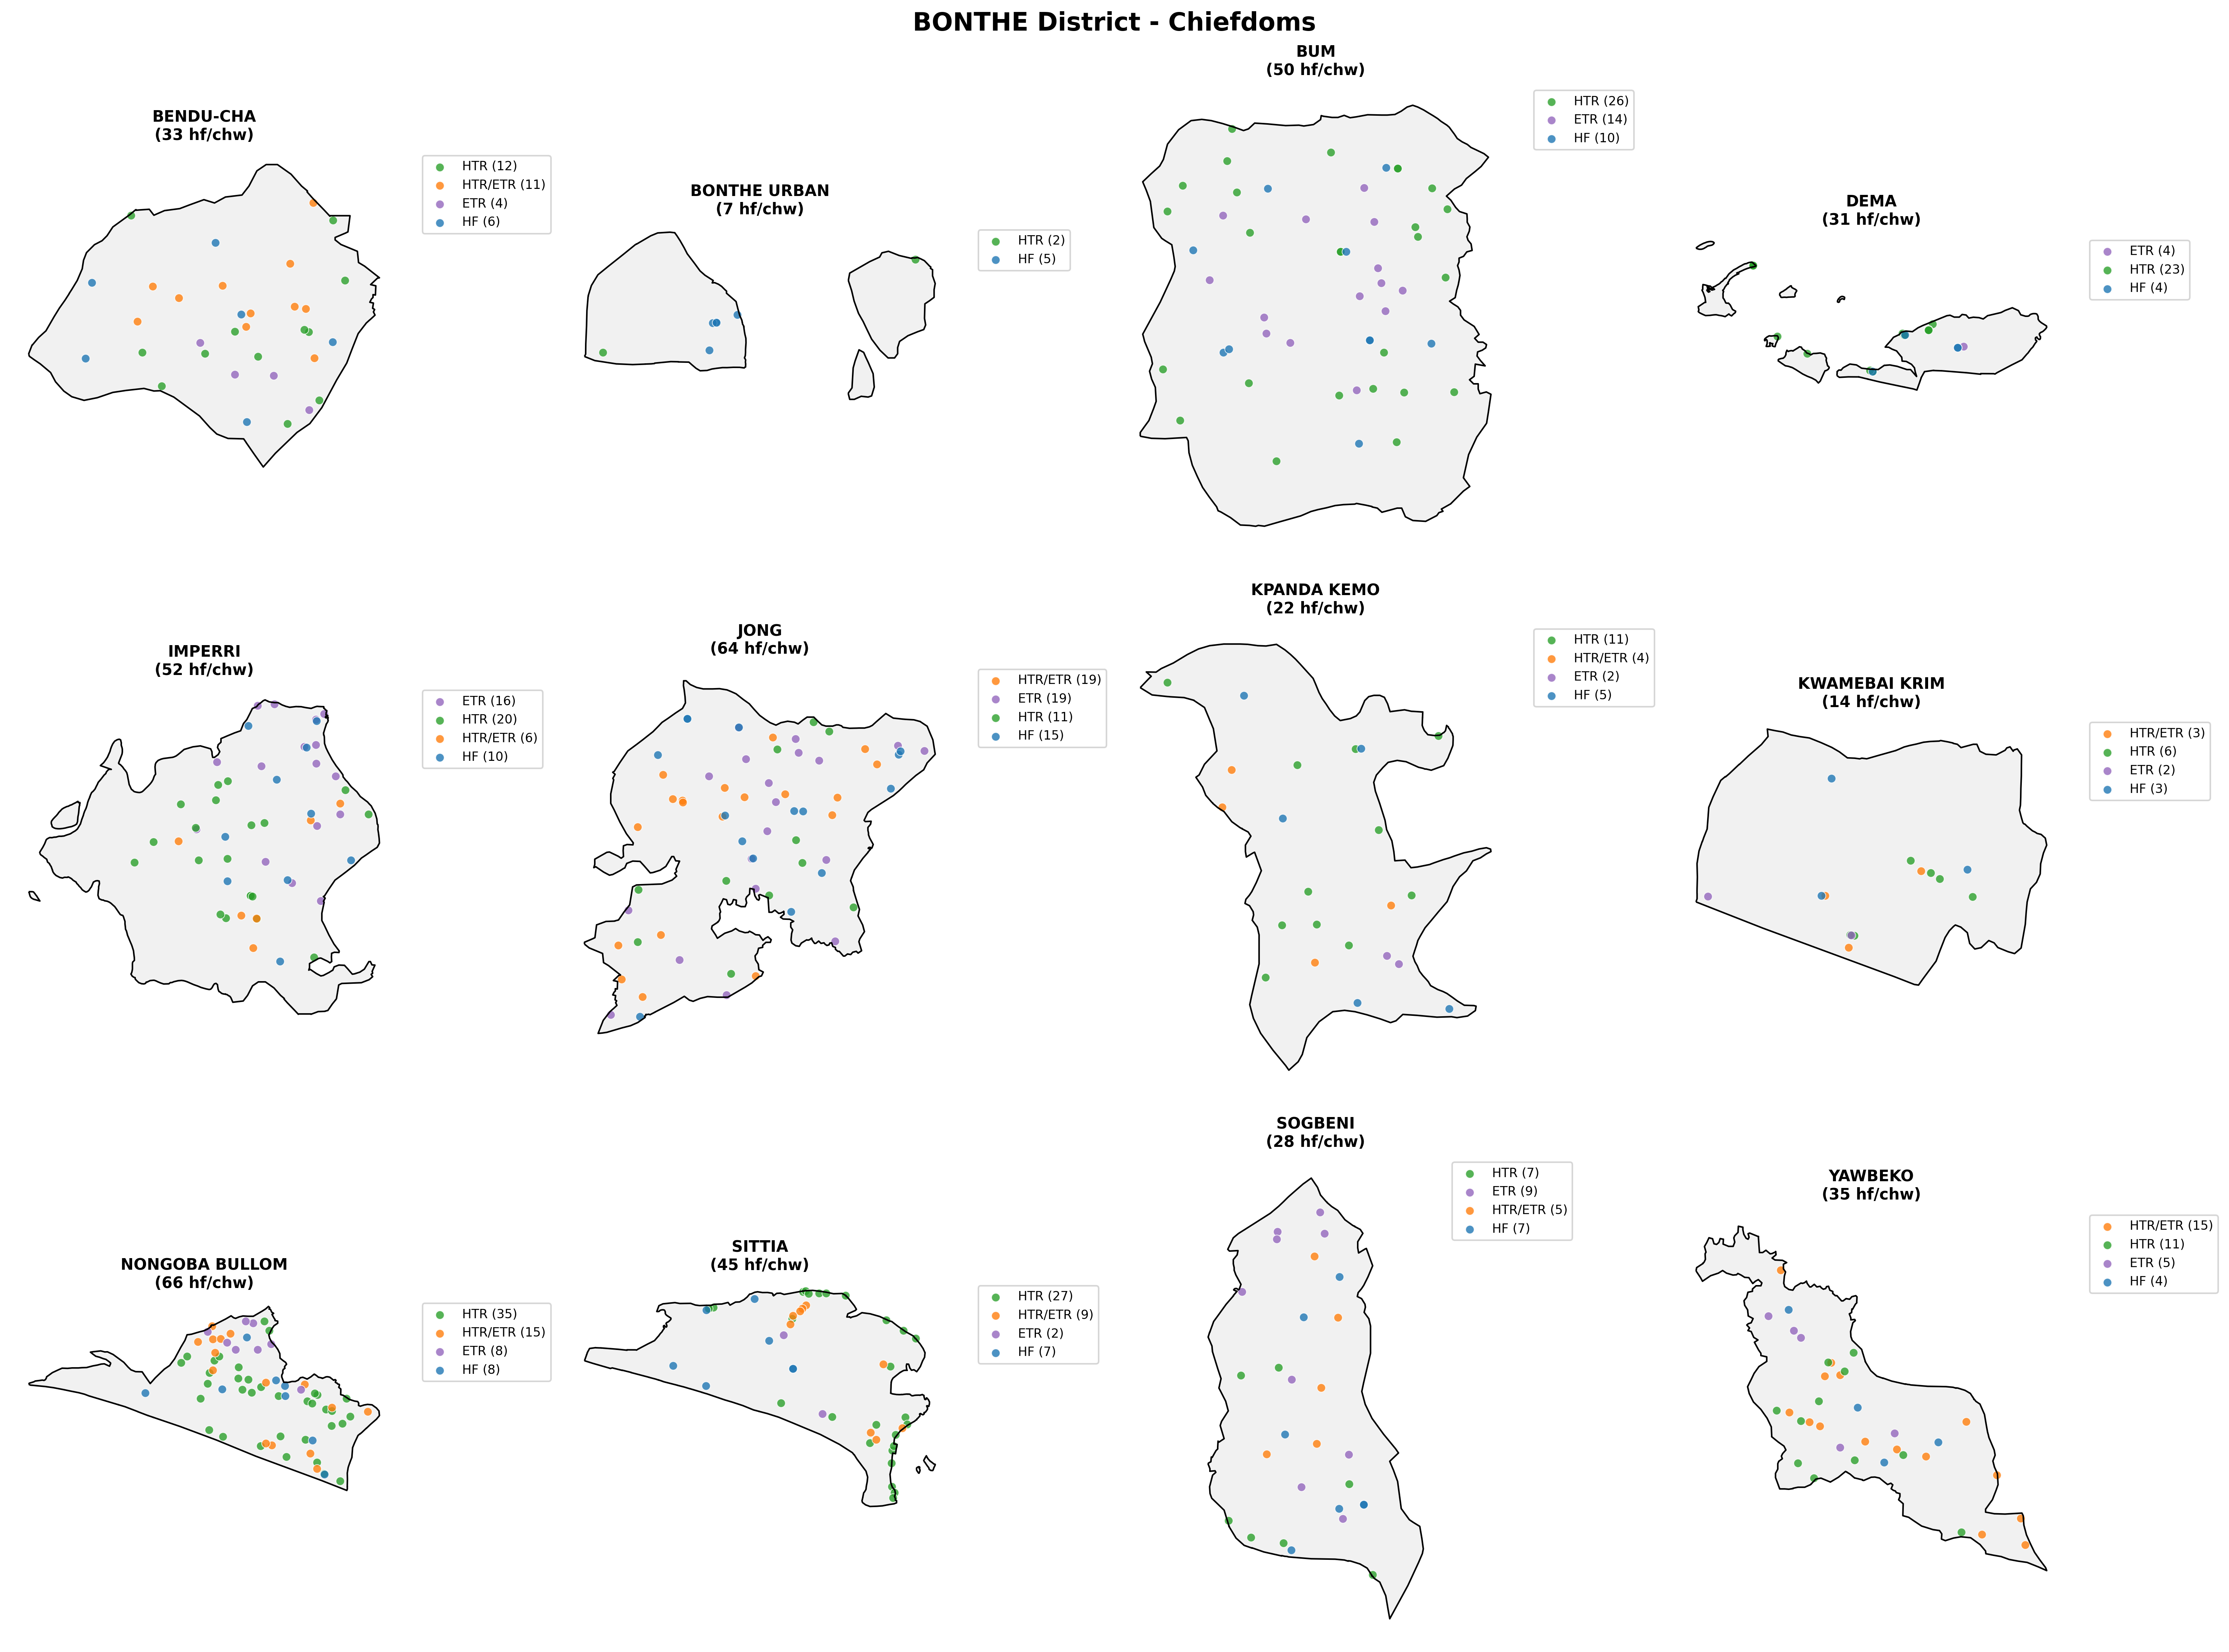 BONTHE District - Chiefdoms
BENDU-CHA
(33 hf/chw)
HTR (12)
HTR/ETR (11)
ETR (4)
HF (6)
BONTHE URBAN
(7 hf/chw)
HTR (2)
HF (5)
BUM
(50 hf/chw)
HTR (26)
ETR (14)
HF (10)
DEMA
(31 hf/chw)
ETR (4)
HTR (23)
HF (4)
IMPERRI
(52 hf/chw)
ETR (16)
HTR (20)
HTR/ETR (6)
HF (10)
JONG
(64 hf/chw)
HTR/ETR (19)
ETR (19)
HTR (11)
HF (15)
KPANDA KEMO
(22 hf/chw)
HTR (11)
HTR/ETR (4)
ETR (2)
HF (5)
KWAMEBAI KRIM
(14 hf/chw)
HTR/ETR (3)
HTR (6)
ETR (2)
HF (3)
NONGOBA BULLOM
(66 hf/chw)
HTR (35)
HTR/ETR (15)
ETR (8)
HF (8)
SITTIA
(45 hf/chw)
HTR (27)
HTR/ETR (9)
ETR (2)
HF (7)
SOGBENI
(28 hf/chw)
HTR (7)
ETR (9)
HTR/ETR (5)
HF (7)
YAWBEKO
(35 hf/chw)
HTR/ETR (15)
HTR (11)
ETR (5)
HF (4)